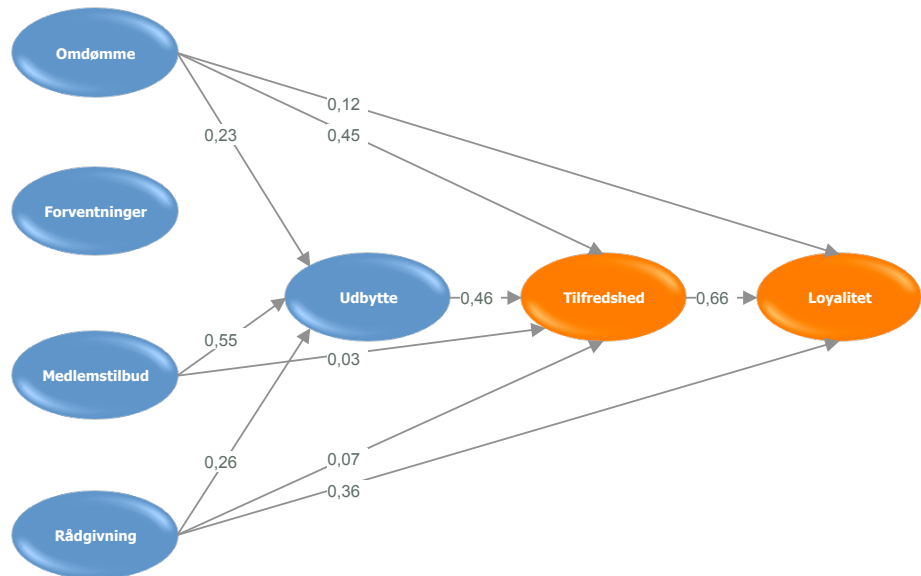 Omdømme
0,12
0,45
0,23
Forventninger
Udbytte
0,46
Tilfredshed
0,66
Loyalitet
0,55
0,03
Medlemstilbud
0,26
0,07
0,36
Rådgivning